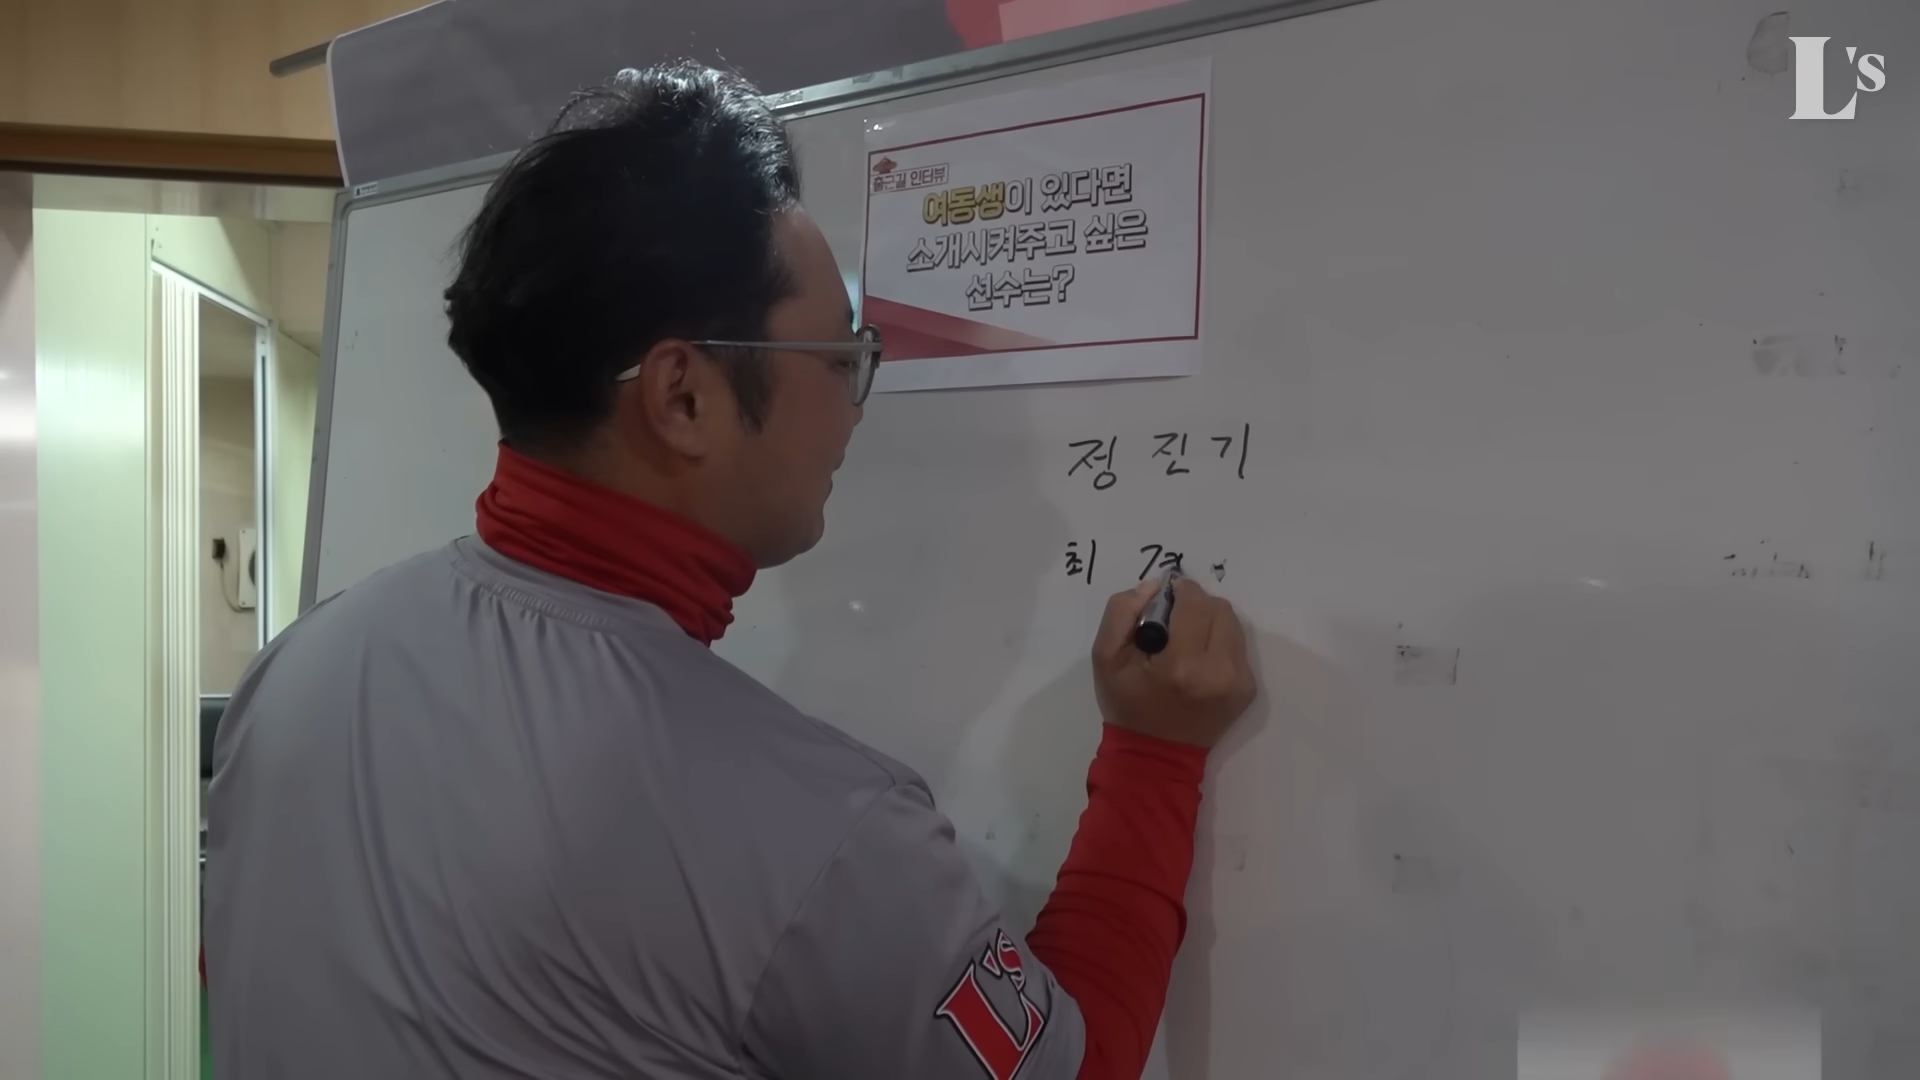 L's
출근길 인터뷰
여동생이 있다면
소개시켜주고 싶은
선수는?
정진기
최경
L's